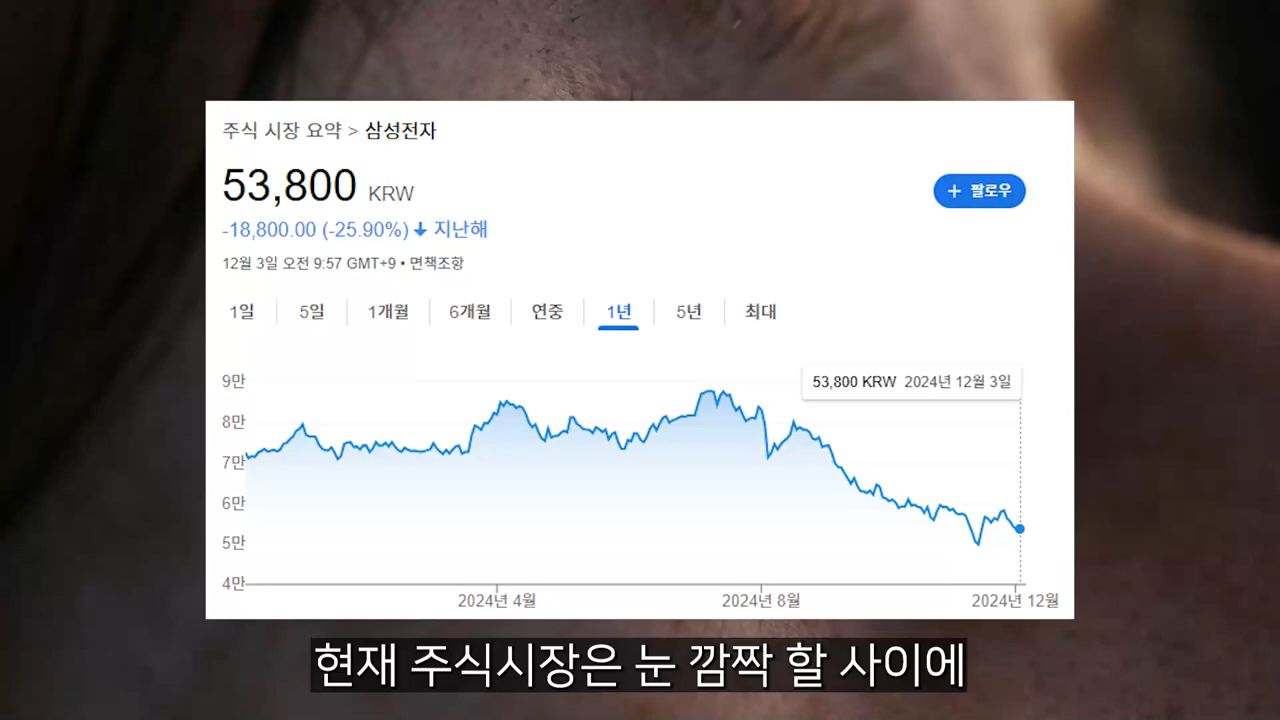 주식 시장 요약 > 삼성전자
53,800 KRW
+ 팔로우
-18,800.00 (-25.90%) ↓ 지난해
12월 3일 오전 9:57 GMT+9 • 면책조항
1일 5일 1개월 6개월 연중 1년 5년 최대
53,800 KRW 2024년 12월 3일
9만
8만
7만
6만
5만
4만
2024년 4월 2024년 8월 2024년 12월
현재 주식시장은 눈 깜짝 할 사이에